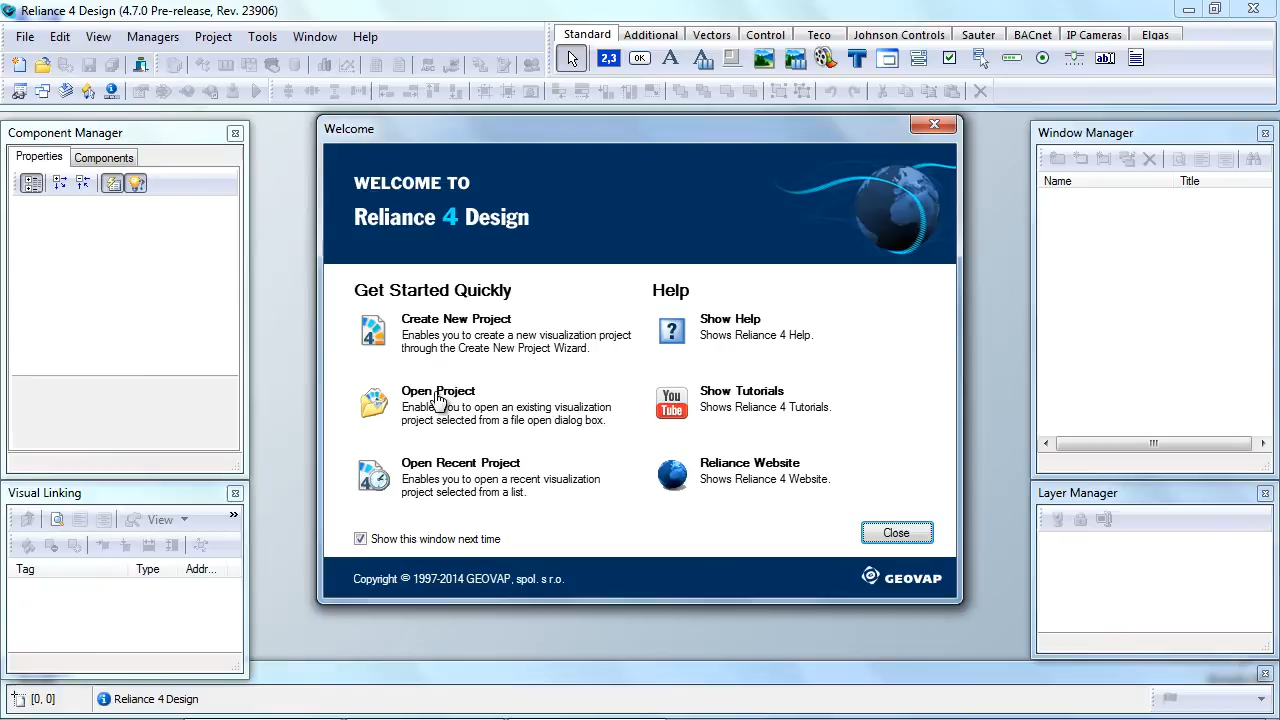 Reliance 4 Design (4.7.0 Pre-release, Rev. 23906)
File Edit View Managers Project Tools Window Help
Standard Additional Vectors Control Teco Johnson Controls Sauter BACnet IP Cameras Elgas
2,3 OK A A T ab]
Component Manager
Properties Components
Welcome
WELCOME TO
Reliance 4 Design
Get Started Quickly
Create New Project
Enables you to create a new visualization project
through the Create New Project Wizard.
Open Project
Enables you to open an existing visualization
project selected from a file open dialog box.
Open Recent Project
Enables you to open a recent visualization
project selected from a list.
Help
Show Help
Shows Reliance 4 Help.
You
Tube
Show Tutorials
Shows Reliance 4 Tutorials.
Reliance Website
Shows Reliance 4 Website.
Show this window next time
Close
Copyright © 1997-2014 GEOVAP, spol. s r.o.
GEOVAP
Window Manager
Name Title
Visual Linking
View
Tag Type Addr...
Layer Manager
[0, 0] Reliance 4 Design